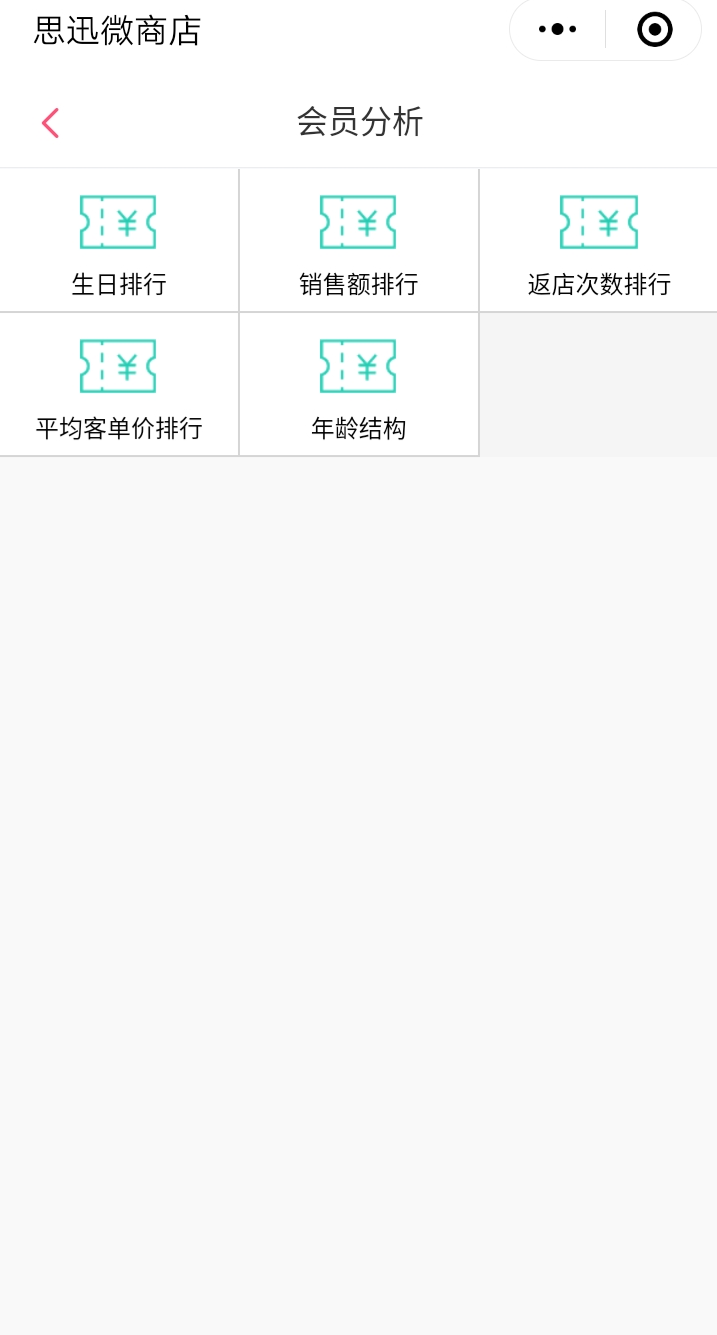 思迅微商店
会员分析
生日排行
销售额排行
返店次数排行
平均客单价排行
年龄结构